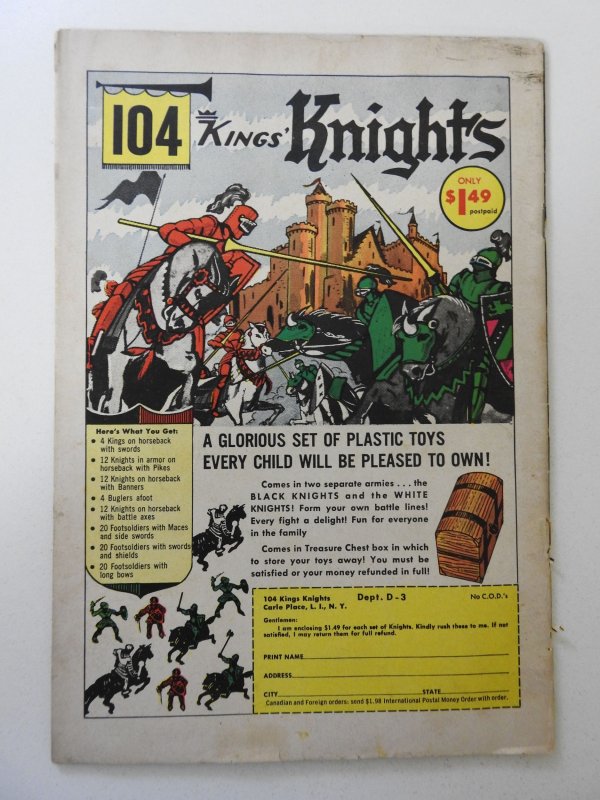 104 KINGS' Knights
ONLY
$1.49
postpaid
Here's What You Get:
• 4 Kings on horseback
with swords
• 12 Knights in armor on
horseback with Pikes
• 12 Knights on horseback
with Banners
• 4 Buglers afoot
• 12 Knights on horseback
with battle axes
• 20 Footsoldiers with Maces
and side swords
• 20 Footsoldiers with swords
and shields
• 20 Footsoldiers with
long bows
A GLORIOUS SET OF PLASTIC TOYS
EVERY CHILD WILL BE PLEASED TO OWN!
Comes in two separate armies . . . the
BLACK KNIGHTS and the WHITE
KNIGHTS! Form your own battle lines!
Every fight a delight! Fun for everyone
in the family
Comes in Treasure Chest box in which
to store your toys away! You must be
satisfied or your money refunded in full!
104 Kings Knights Dept. D-3 No C.O.D.'s
Carle Place, L. I., N. Y.
Gentlemen:
I am enclosing $1.49 for each set of Knights. Kindly rush these to me. If not
satisfied, I may return them for full refund.
PRINT NAME
ADDRESS
CITY STATE
Canadian and Foreign orders: send $1.98 International Postal Money Order with order.